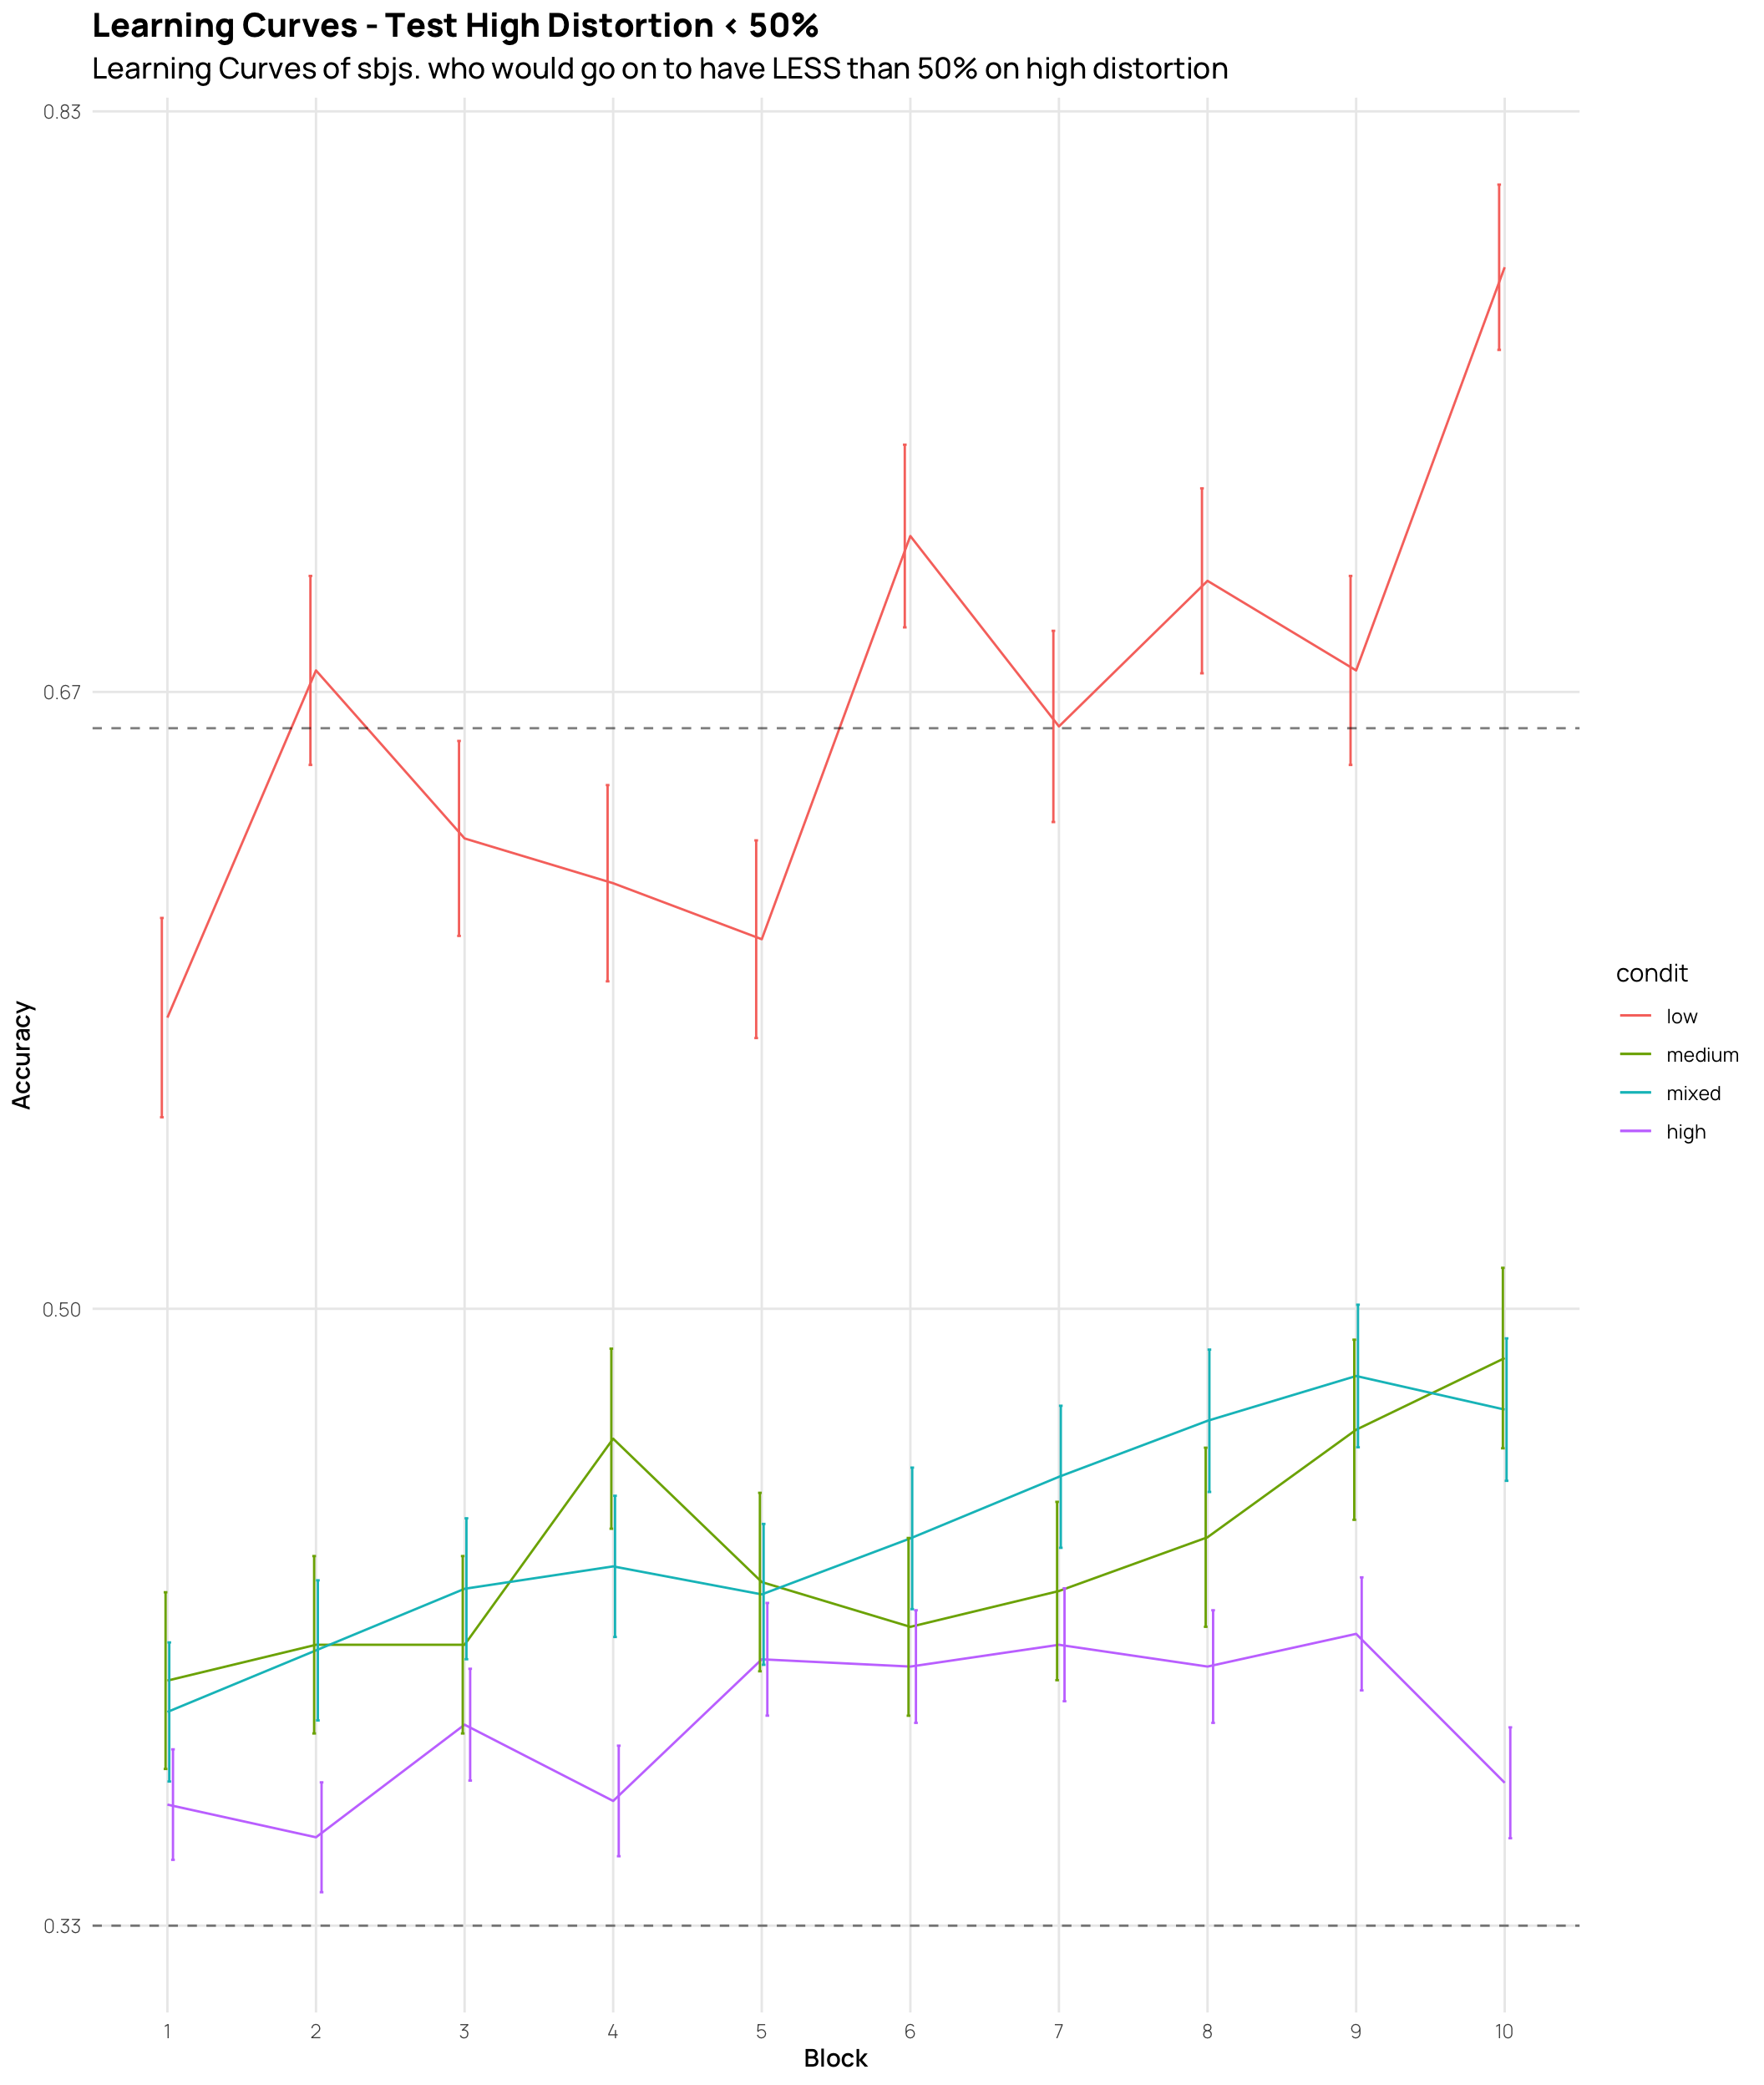 Learning Curves - Test High Distortion < 50%
Learning Curves of sbjs. who would go on to have LESS than 50% on high distortion
0.83
0.67
0.50
0.33
Accuracy
condit
low
medium
mixed
high
1 2 3 4 5 6 7 8 9 10
Block